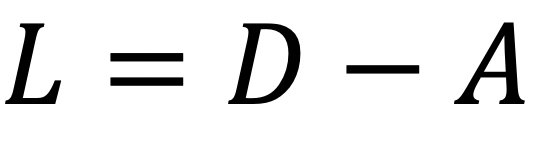 L = D − A